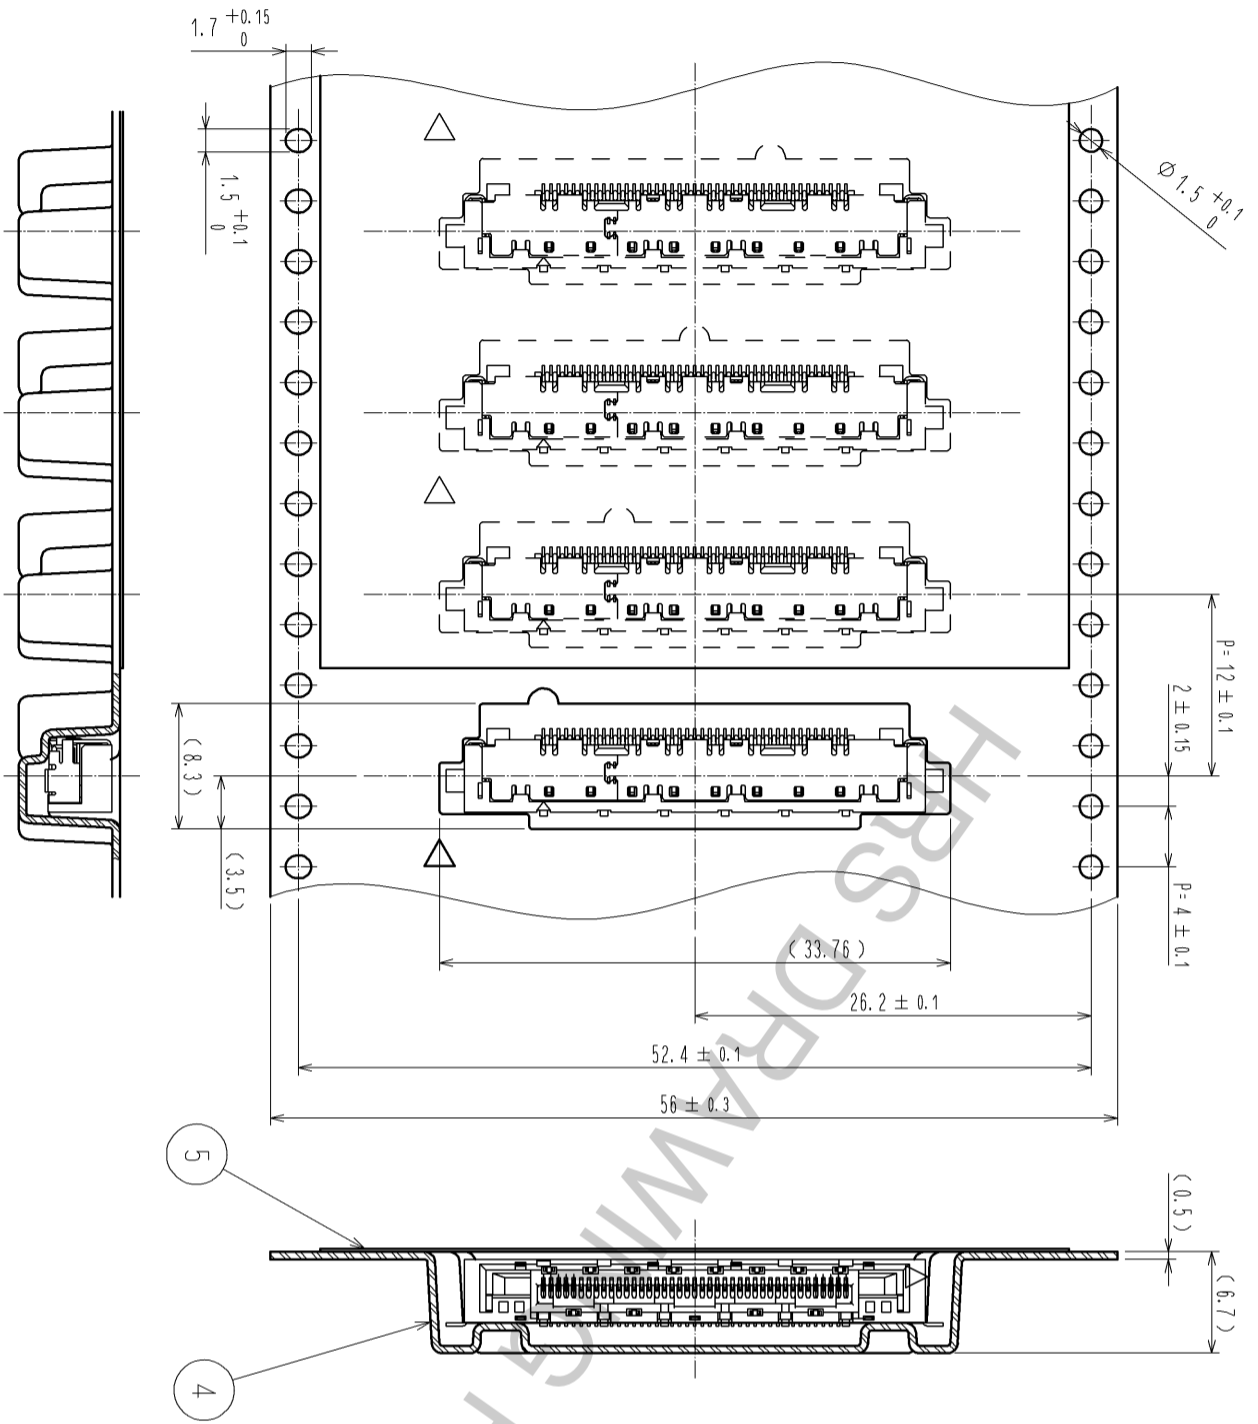 1.7 +0.15 0
1.5 +0.1 0
Ø1.5 +0.1 0
P=12±0.1
2±0.15
P=4±0.1
(8.3)
(3.5)
(33.76)
26.2±0.1
52.4±0.1
56±0.3
(0.5)
(6.7)
5
4
HRS DRAWING